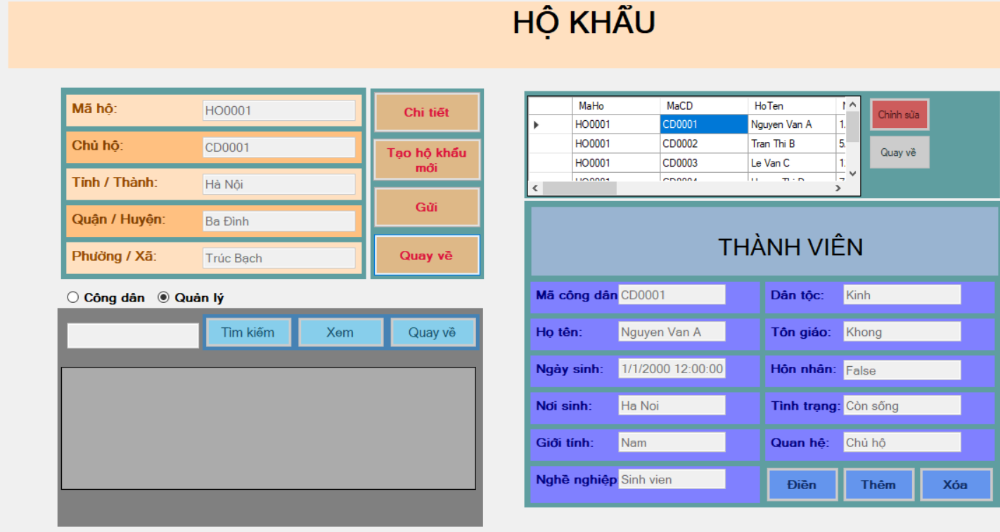 HỘ KHẨU
Mã hộ: HO0001
Chủ hộ: CD0001
Tỉnh / Thành: Hà Nội
Quận / Huyện: Ba Đình
Phường / Xã: Trúc Bạch
Chi tiết
Tạo hộ khẩu
mới
Gửi
Quay về
Công dân Quản lý
Tìm kiếm Xem Quay về
MaHo MaCD HoTen
HO0001 CD0001 Nguyen Van A 1.
HO0001 CD0002 Tran Thi B 5.
HO0001 CD0003 Le Van C 1.
Chỉnh sửa
Quay về
THÀNH VIÊN
Mã công dân CD0001 Dân tộc: Kinh
Họ tên: Nguyen Van A Tôn giáo: Khong
Ngày sinh: 1/1/2000 12:00:00 Hôn nhân: False
Nơi sinh: Ha Noi Tình trạng: Còn sống
Giới tính: Nam Quan hệ: Chủ hộ
Nghề nghiệp Sinh vien Điền Thêm Xóa